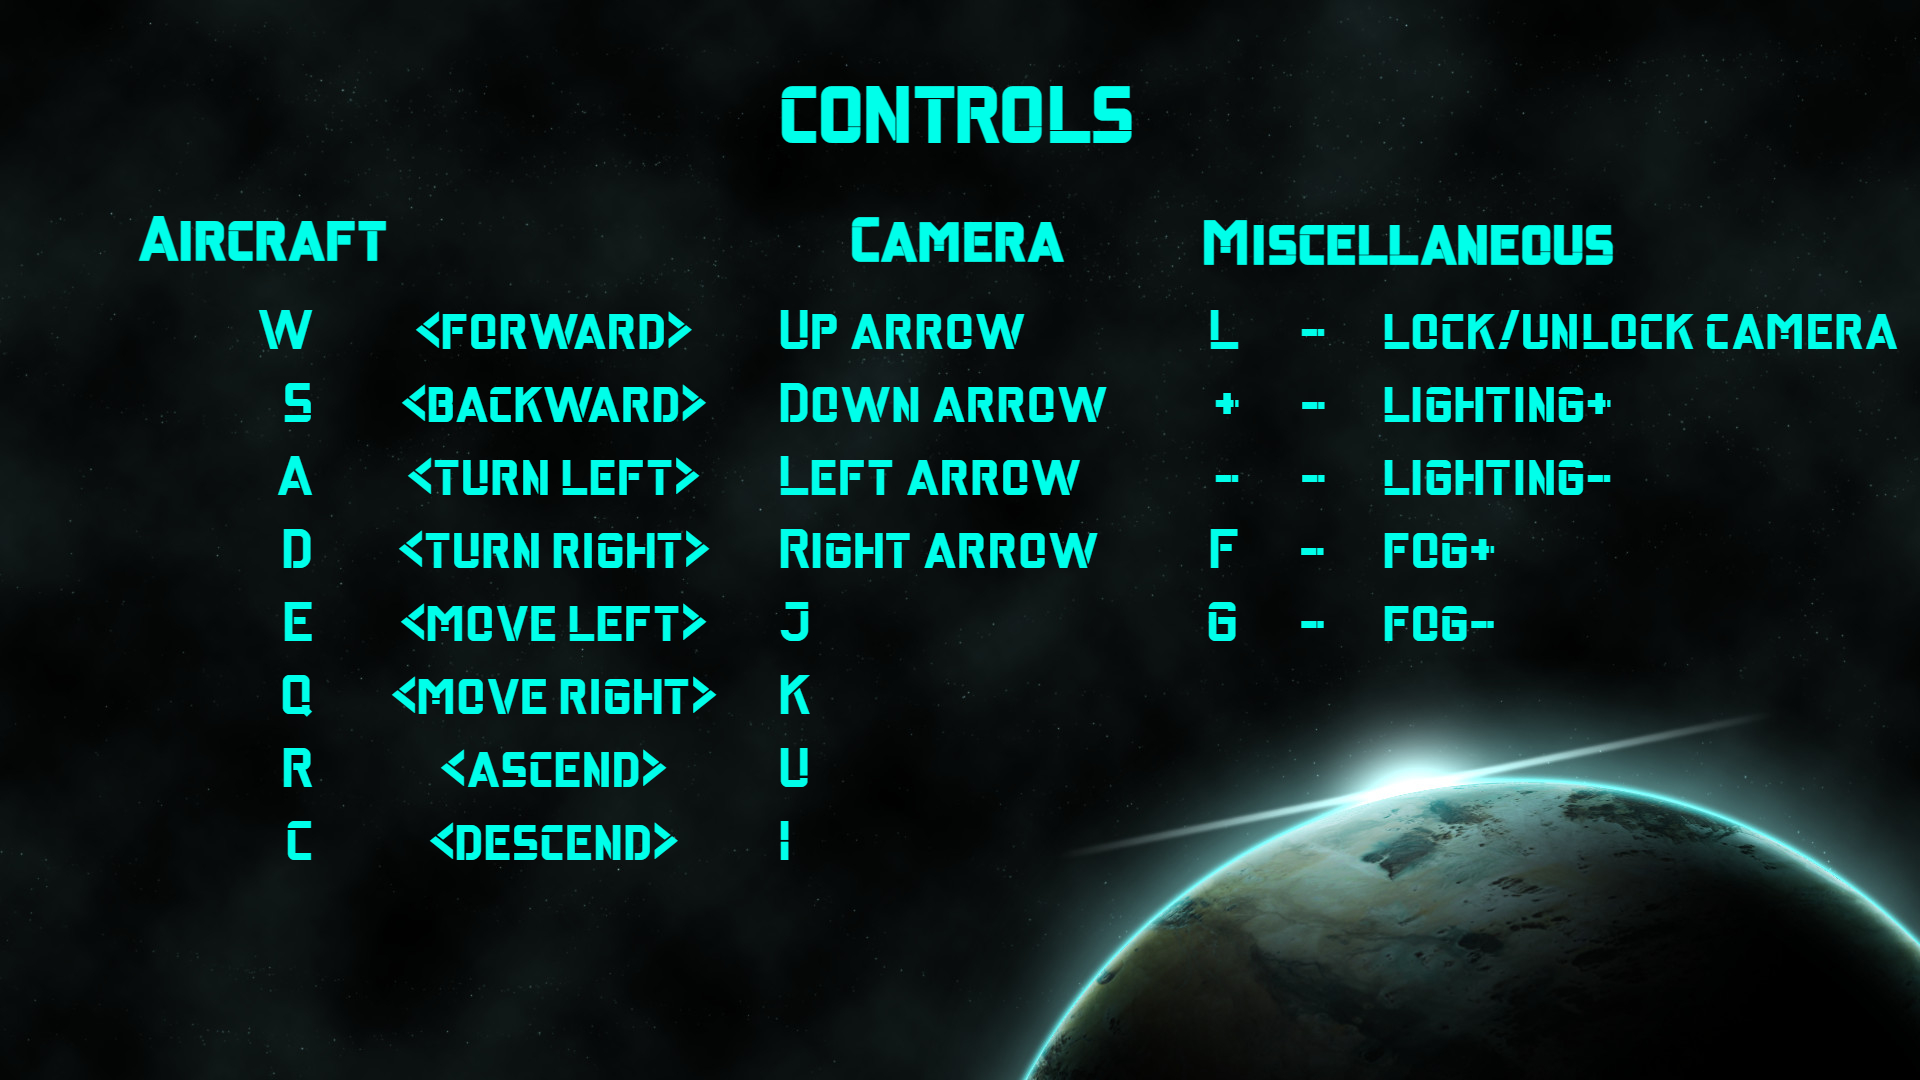 CONTROLS
AIRCRAFT CAMERA MISCELLANEOUS
W <FORWARD> UP ARROW L - LOCK/UNLOCK CAMERA
S <BACKWARD> DOWN ARROW + - LIGHTING+
A <TURN LEFT> LEFT ARROW - - LIGHTING-
D <TURN RIGHT> RIGHT ARROW F - FOG+
E <MOVE LEFT> J G - FOG-
Q <MOVE RIGHT> K
R <ASCEND> U
C <DESCEND> I